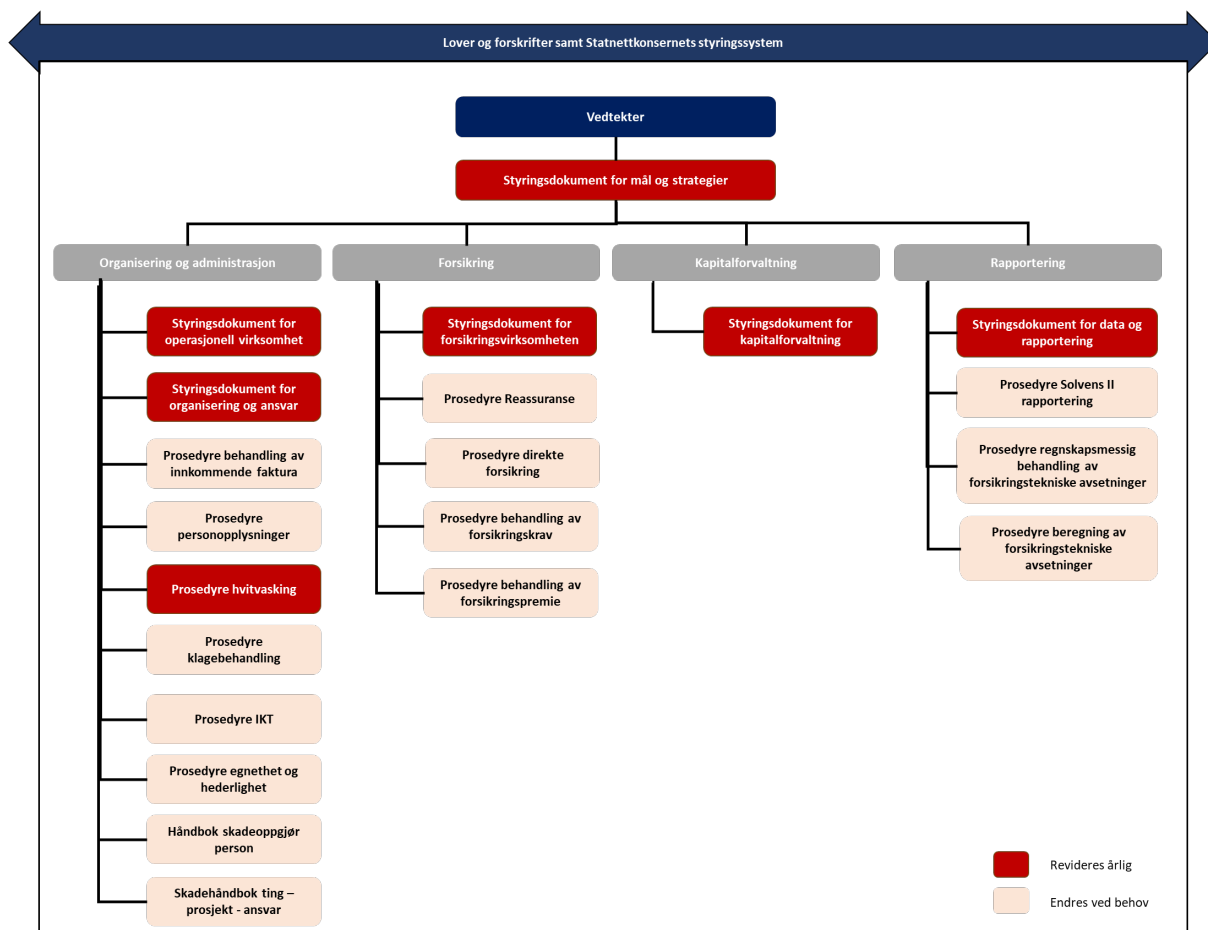 Lover og forskrifter samt Statnettkonsernets styringssystem
Vedtekter
Styringsdokument for mål og strategier
Organisering og administrasjon
Styringsdokument for
operasjonell virksomhet
Styringsdokument for
organisering og ansvar
Prosedyre behandling av
innkommende faktura
Prosedyre
personopplysninger
Prosedyre hvitvasking
Prosedyre
klagebehandling
Prosedyre IKT
Prosedyre egnethet og
hederlighet
Håndbok skadeoppgjør
person
Skadehåndbok ting –
prosjekt - ansvar
Forsikring
Styringsdokument for
forsikringsvirksomheten
Prosedyre Reassuranse
Prosedyre direkte
forsikring
Prosedyre behandling av
forsikringskrav
Prosedyre behandling av
forsikringspremie
Kapitalforvaltning
Styringsdokument for
kapitalforvaltning
Rapportering
Styringsdokument for data og
rapportering
Prosedyre Solvens II
rapportering
Prosedyre regnskapsmessig
behandling av
forsikringstekniske avsetninger
Prosedyre beregning av
forsikringstekniske
avsetninger
Revideres årlig
Endres ved behov